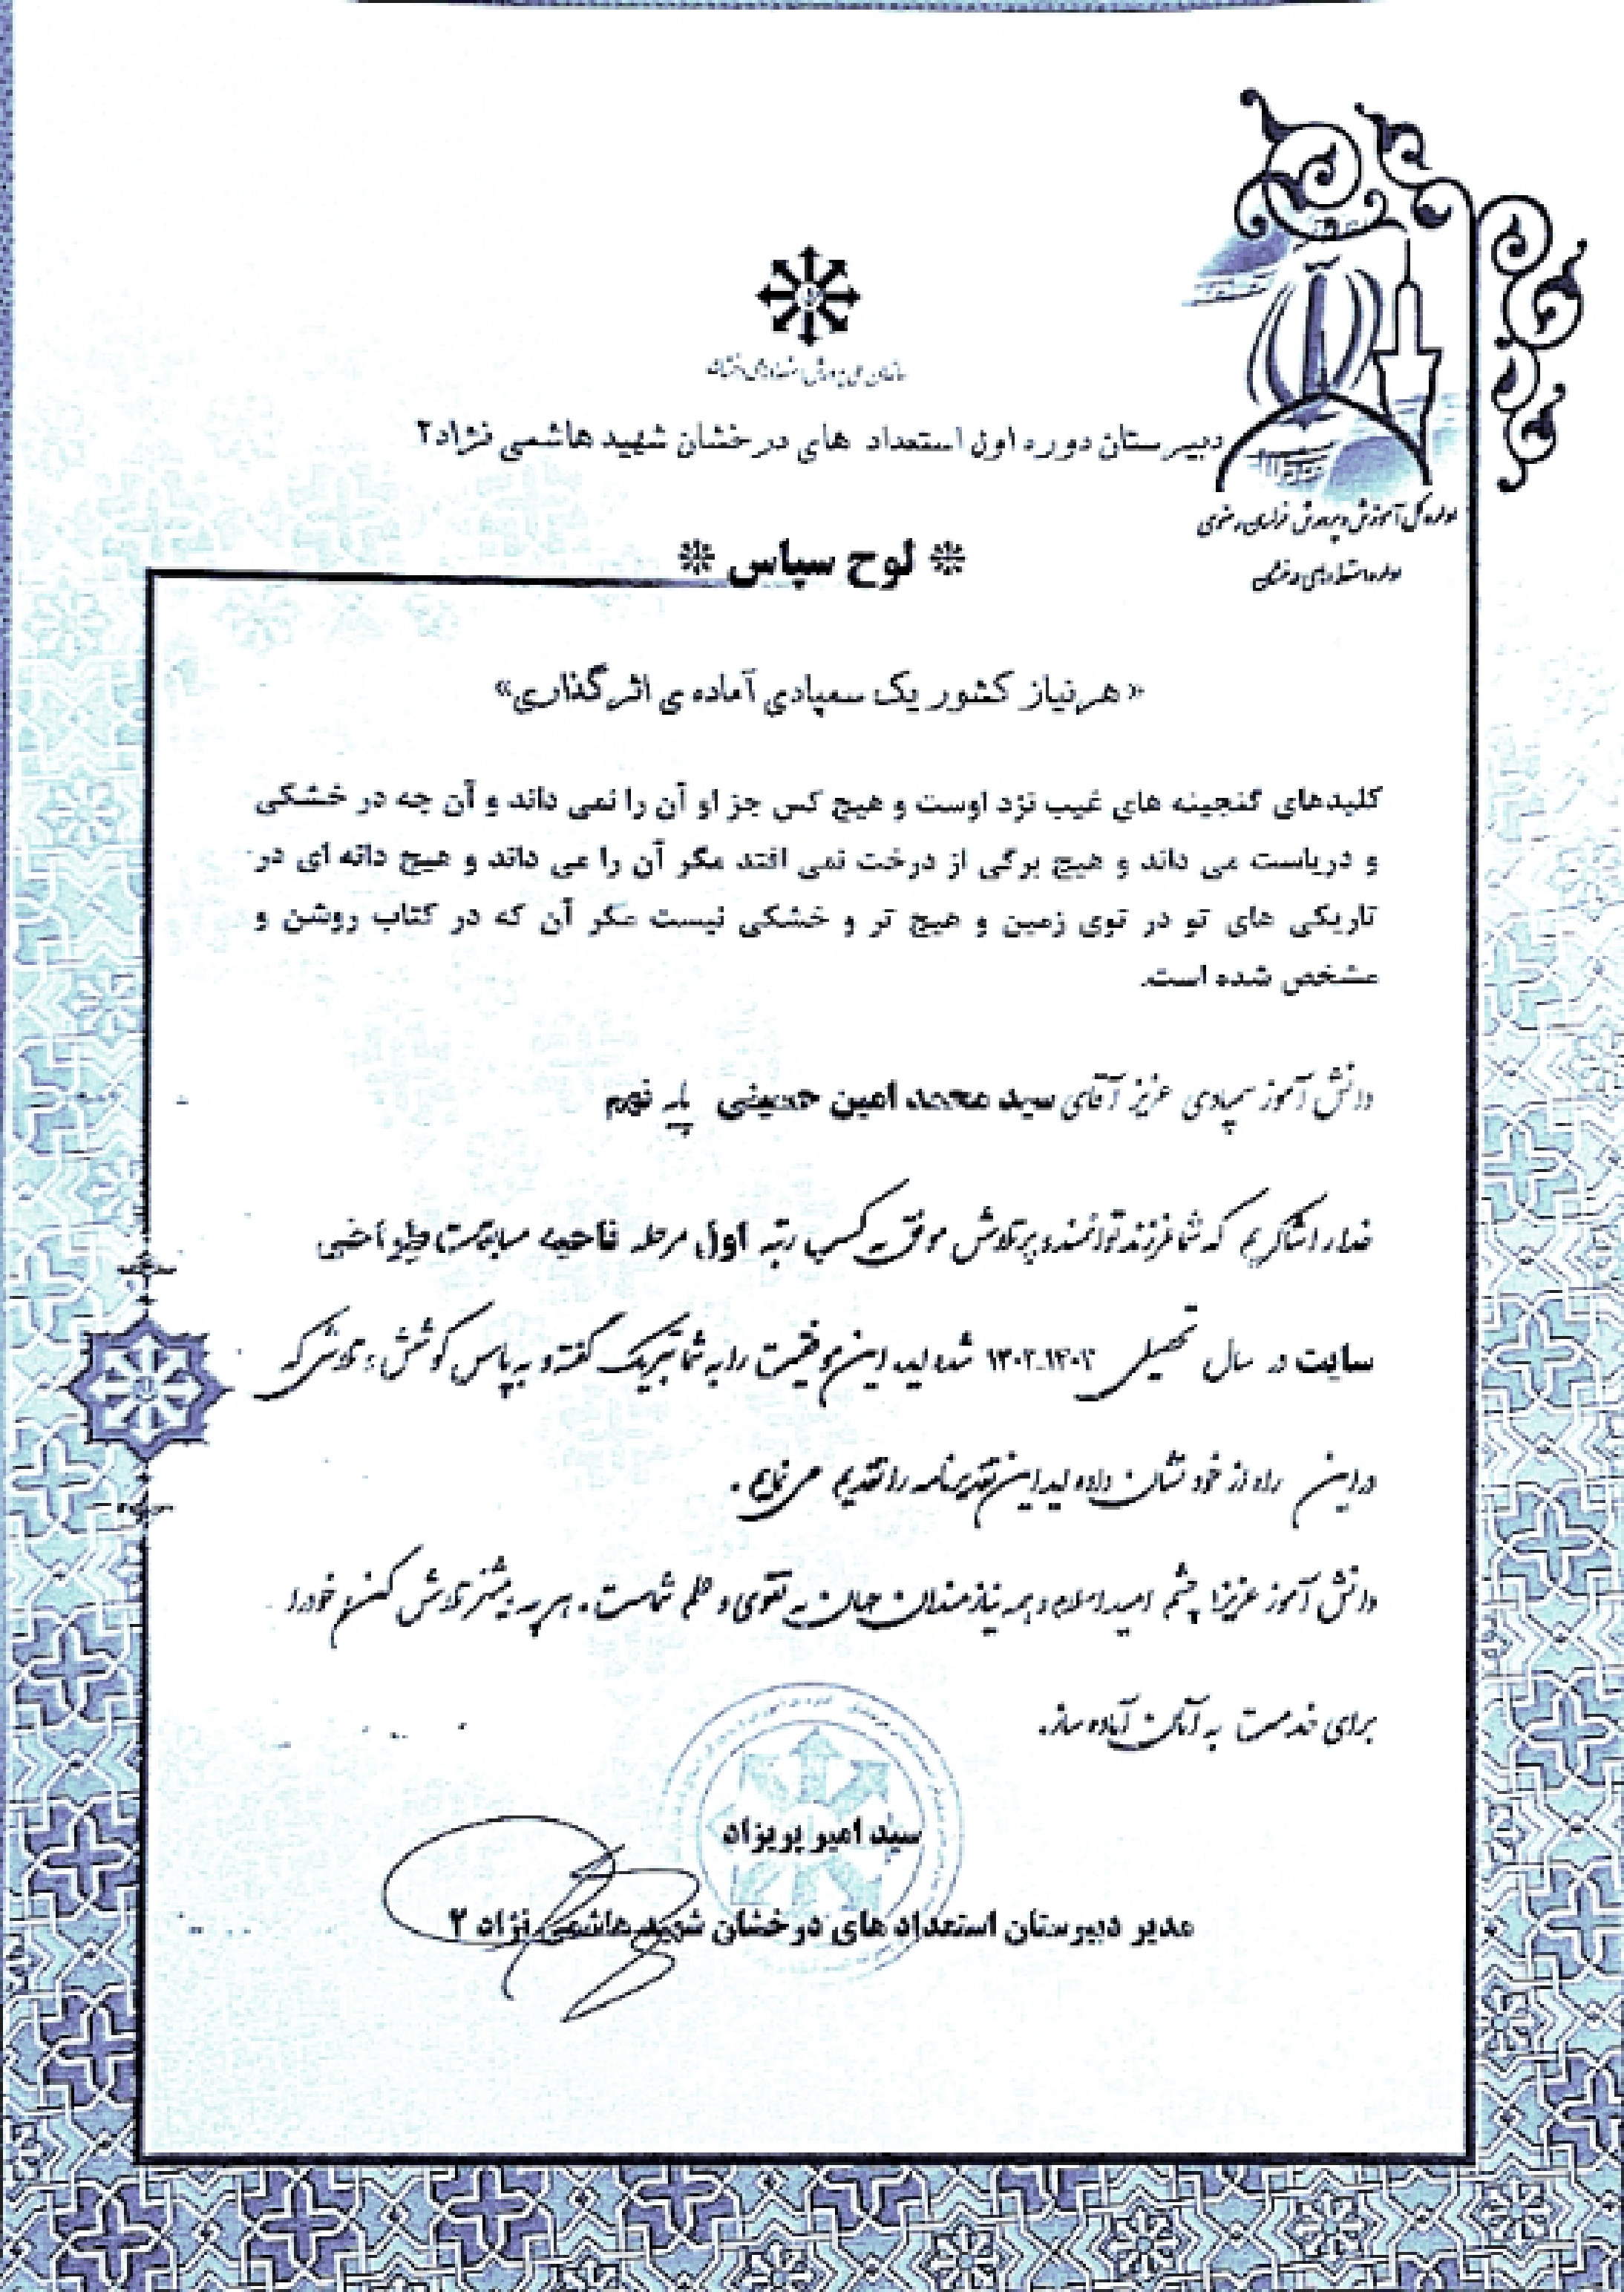 سازمان ملی پرورش استعدادهای درخشان
دبیرستان دوره اول استعداد های درخشان شهید هاشمی نژاد۲
اداره کل آموزش و پرورش خراسان رضوی
اداره استعدادهای درخشان
لوح سپاس
« هر نیاز کشور یک سمپادی آماده ی اثر گذاری»
کلیدهای گنجینه های غیب نزد اوست و هیچ کس جز او آن را نمی داند و آن چه در خشکی
و دریاست می داند و هیچ برگی از درخت نمی افتد مگر آن را می داند و هیچ دانه ای در
تاریکی های تو در توی زمین و هیچ تر و خشکی نیست مگر آن که در کتاب روشن و
مشخص شده است.
دانش آموز سمپادی عزیز آقای سید محمد امین حسینی پایه نهم
خدا را شاکریم که شما فرزند توانمند و پرتلاش موفق به کسب رتبه اول مرحله ناحیه مسابقات
سایت در سال تحصیلی ۱۴۰۳-۱۴۰۲ شده اید. این موفقیت را به شما تبریک گفته و به پاس کوشش و تلاشی که
در این راه از خود نشان داده اید این تقدیرنامه را تقدیم می نمایم.
دانش آموز عزیز! چشم امید اسلام و همه نیازمندان جهان به تقوی و علم شماست. هر چه بیشتر تلاش کن و خود را
برای خدمت به آنان آماده ساز.
سید امیر پریزاد
مدیر دبیرستان استعداد های درخشان شهید هاشمی نژاد ۲